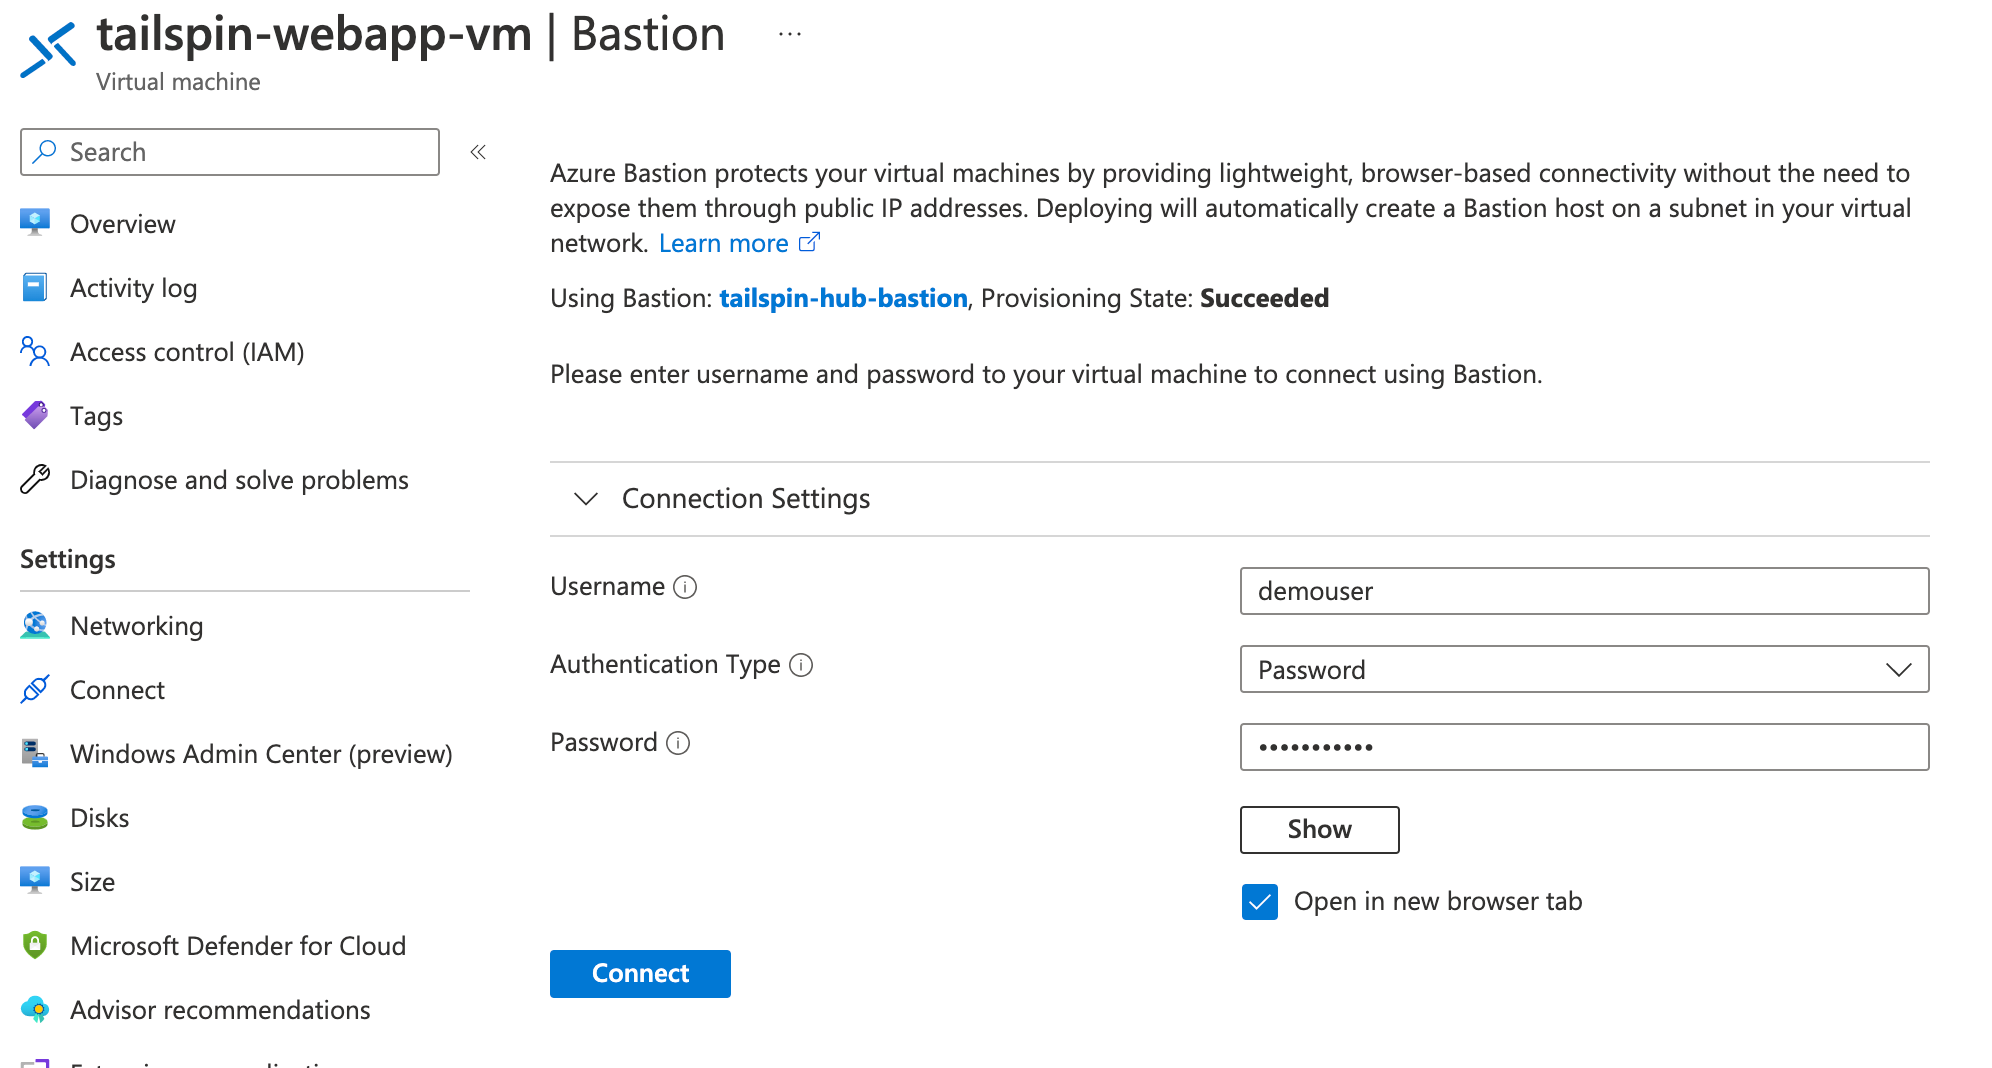 tailspin-webapp-vm | Bastion ...
Virtual machine
Search
«
Overview
Activity log
Access control (IAM)
Tags
Diagnose and solve problems
Settings
Networking
Connect
Windows Admin Center (preview)
Disks
Size
Microsoft Defender for Cloud
Advisor recommendations
Azure Bastion protects your virtual machines by providing lightweight, browser-based connectivity without the need to
expose them through public IP addresses. Deploying will automatically create a Bastion host on a subnet in your virtual
network. Learn more
Using Bastion: tailspin-hub-bastion, Provisioning State: Succeeded
Please enter username and password to your virtual machine to connect using Bastion.
Connection Settings
Username
demouser
Authentication Type
Password
Password
•••••••••••
Show
Open in new browser tab
Connect